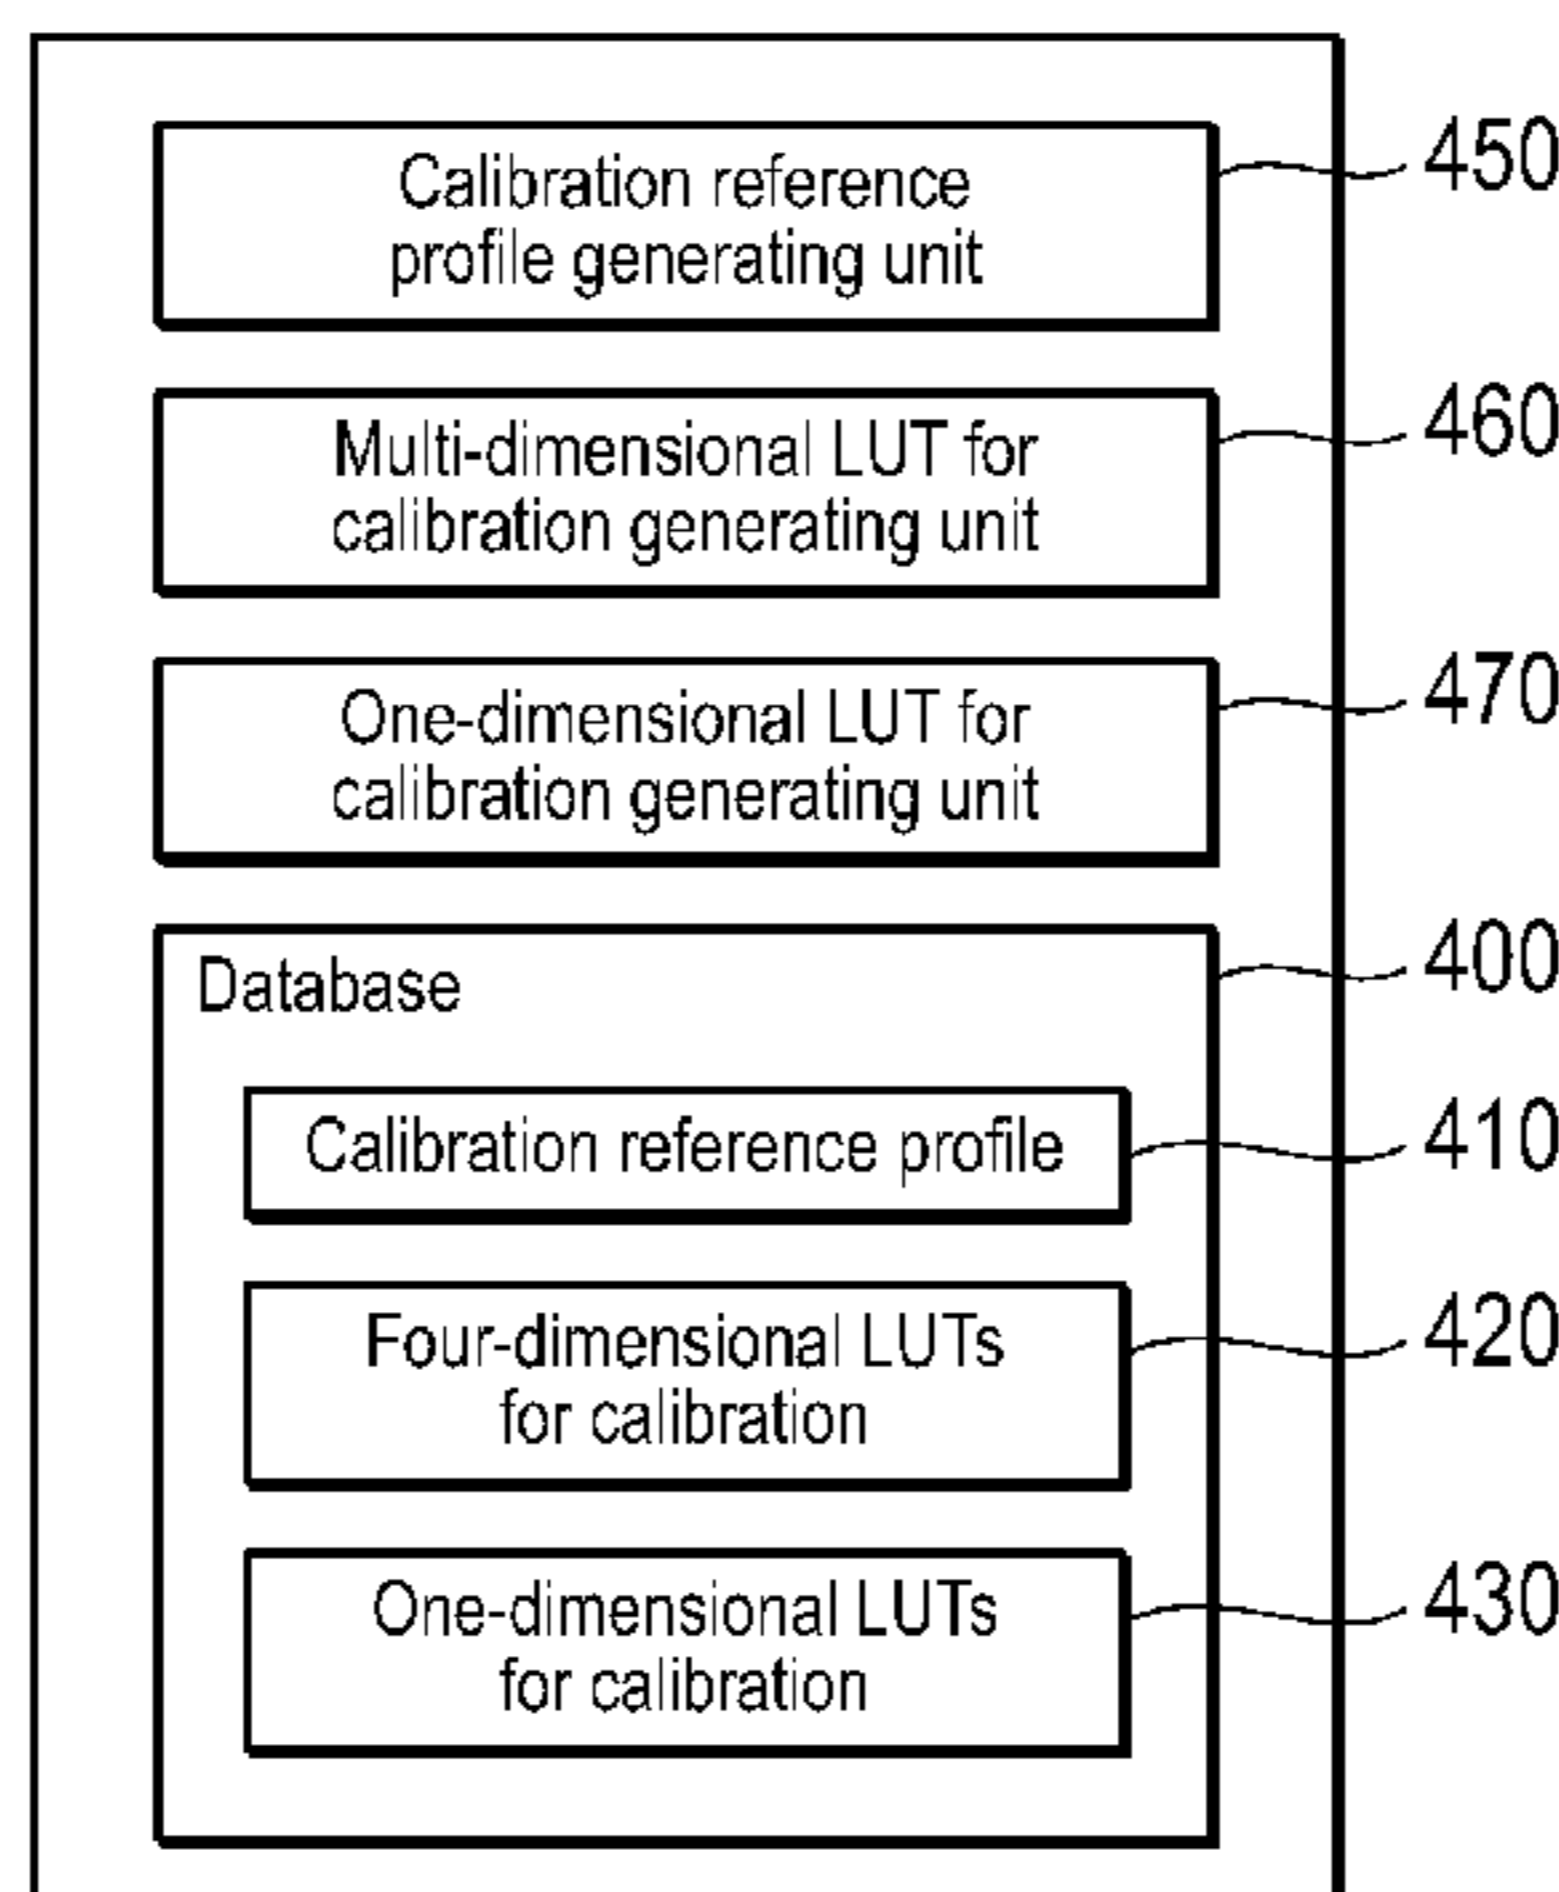 Calibration reference
profile generating unit
450
Multi-dimensional LUT for
calibration generating unit
460
One-dimensional LUT for
calibration generating unit
470
Database
400
Calibration reference profile
410
Four-dimensional LUTs
for calibration
420
One-dimensional LUTs
for calibration
430